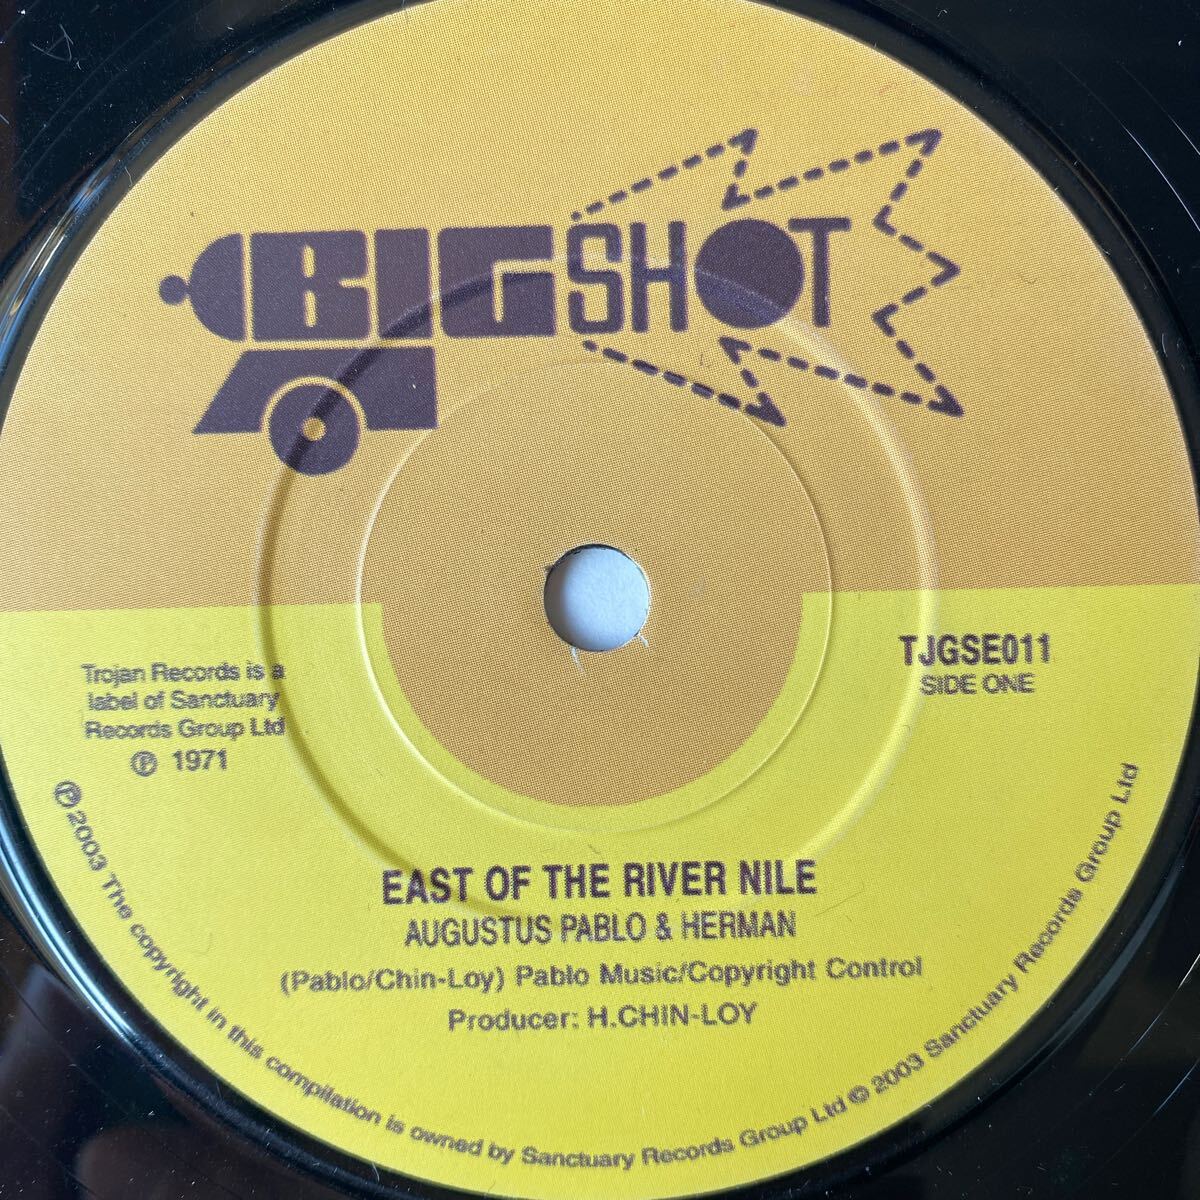 BIG SHOT
TJGSE011
SIDE ONE
Trojan Records is a
label of Sanctuary
Records Group Ltd
℗ 1971
EAST OF THE RIVER NILE
AUGUSTUS PABLO & HERMAN
(Pablo/Chin-Loy) Pablo Music/Copyright Control
Producer: H.CHIN-LOY
℗ 2003 The copyright in this compilation is owned by Sanctuary Records Group Ltd © 2003 Sanctuary Records Group Ltd